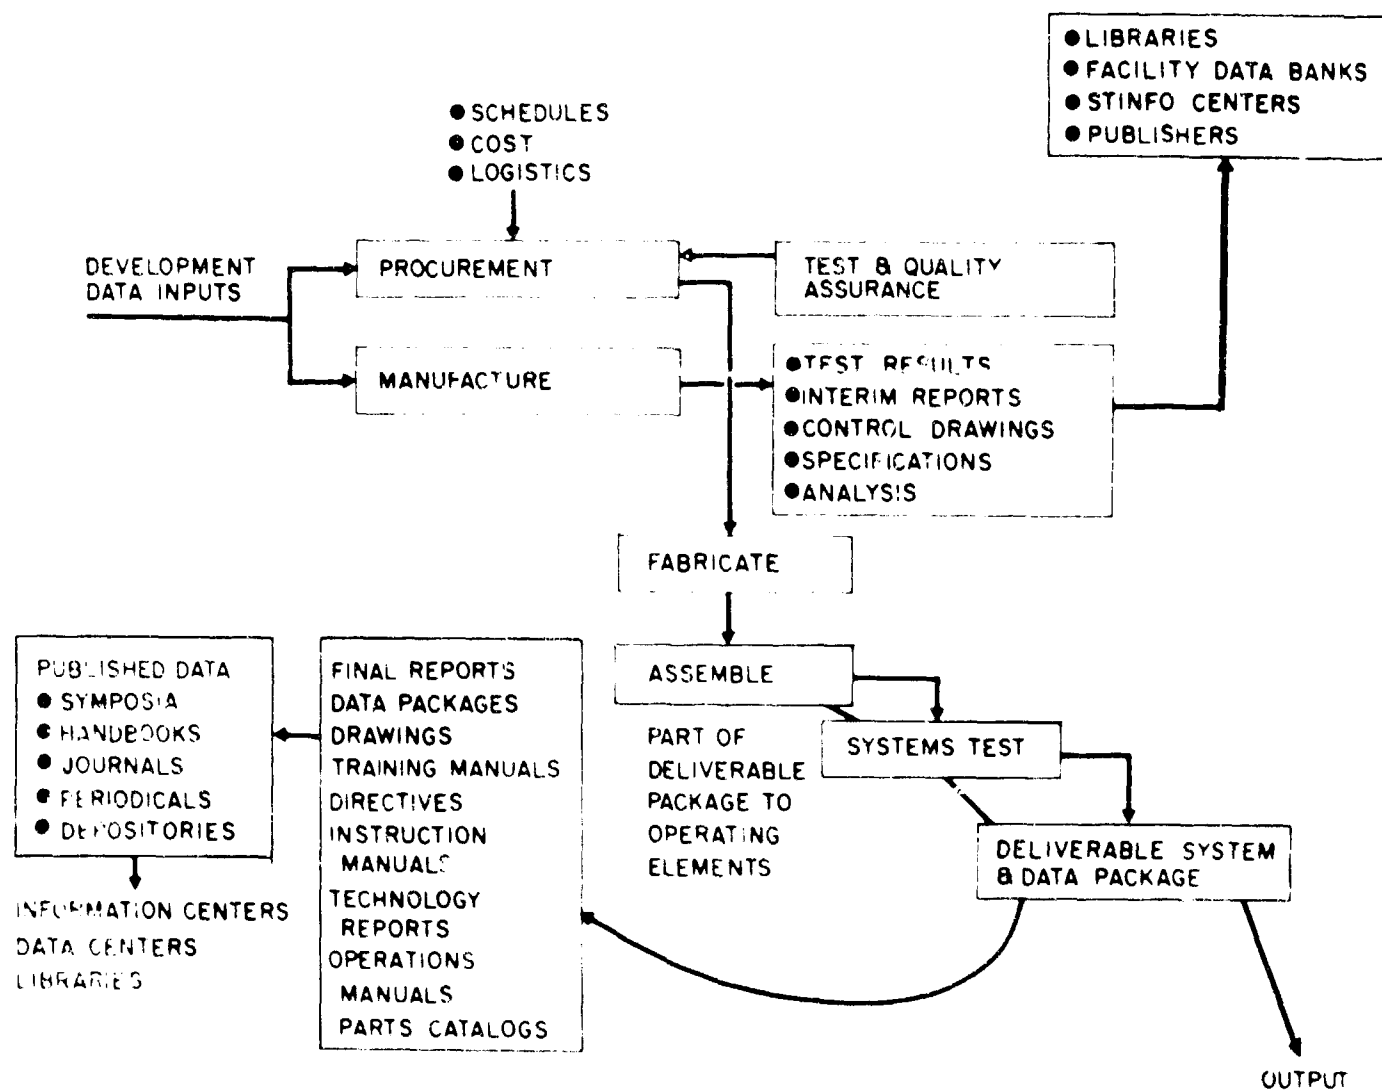 ● LIBRARIES
● FACILITY DATA BANKS
● STINFO CENTERS
● PUBLISHERS
● SCHEDULES
● COST
● LOGISTICS
DEVELOPMENT
DATA INPUTS
PROCUREMENT
TEST & QUALITY
ASSURANCE
MANUFACTURE
● TEST RESULTS
● INTERIM REPORTS
● CONTROL DRAWINGS
● SPECIFICATIONS
● ANALYSIS
FABRICATE
ASSEMBLE
SYSTEMS TEST
PART OF
DELIVERABLE
PACKAGE TO
OPERATING
ELEMENTS
DELIVERABLE SYSTEM
& DATA PACKAGE
OUTPUT
FINAL REPORTS
DATA PACKAGES
DRAWINGS
TRAINING MANUALS
DIRECTIVES
INSTRUCTION
MANUALS
TECHNOLOGY
REPORTS
OPERATIONS
MANUALS
PARTS CATALOGS
PUBLISHED DATA
● SYMPOSIA
● HANDBOOKS
● JOURNALS
● PERIODICALS
● DEPOSITORIES
INFORMATION CENTERS
DATA CENTERS
LIBRARIES